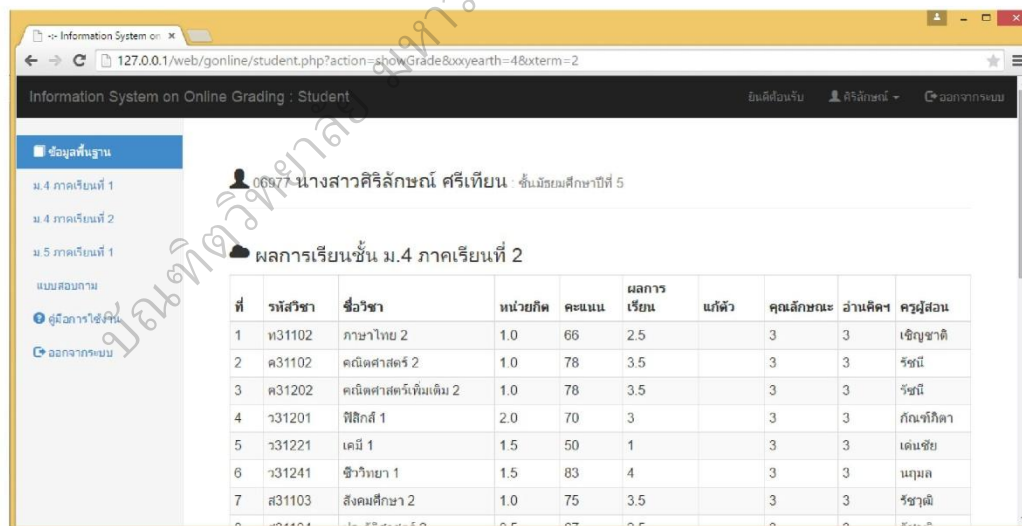 -:- Information System on
127.0.0.1/web/gonline/student.php?action=showGrade&xxyearth=4&xterm=2
Information System on Online Grading : Student ยินดีต้อนรับ ศิริลักษณ์ ออกจากระบบ
ข้อมูลพื้นฐาน
ม.4 ภาคเรียนที่ 1
ม.4 ภาคเรียนที่ 2
ม.5 ภาคเรียนที่ 1
แบบสอบถาม
คู่มือการใช้งาน
ออกจากระบบ
06977 นางสาวศิริลักษณ์ ศรีเทียน : ชั้นมัธยมศึกษาปีที่ 5
ผลการเรียนชั้น ม.4 ภาคเรียนที่ 2
ที่ รหัสวิชา ชื่อวิชา หน่วยกิต คะแนน ผลการเรียน แก้ตัว คุณลักษณะ อ่านคิดฯ ครูผู้สอน
1 ท31102 ภาษาไทย 2 1.0 66 2.5 3 3 เชิญชาติ
2 ค31102 คณิตศาสตร์ 2 1.0 78 3.5 3 3 รัชนี
3 ค31202 คณิตศาสตร์เพิ่มเติม 2 1.0 78 3.5 3 3 รัชนี
4 ว31201 ฟิสิกส์ 1 2.0 70 3 3 3 กัณฑ์ภิตา
5 ว31221 เคมี 1 1.5 50 1 3 3 เด่นชัย
6 ว31241 ชีววิทยา 1 1.5 83 4 3 3 นฤมล
7 ส31103 สังคมศึกษา 2 1.0 75 3.5 3 3 รัชวุฒิ
บัณฑิตวิทยาลัย